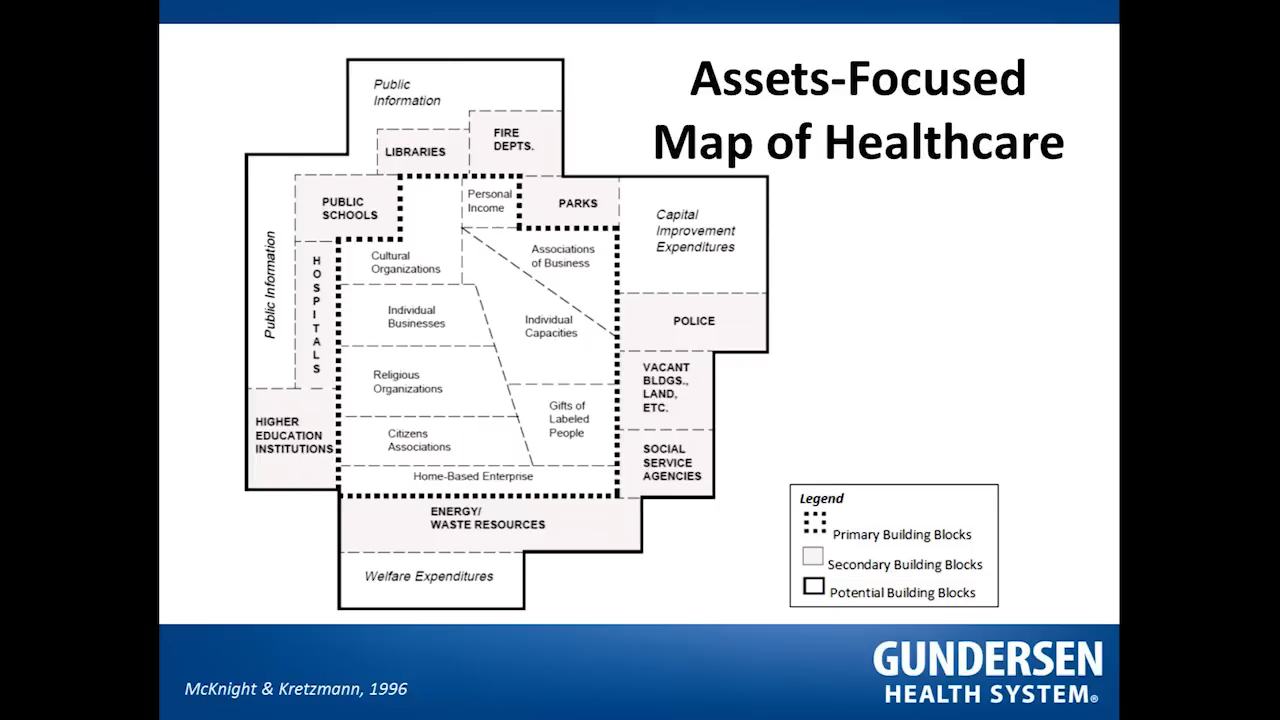 Assets-Focused
Map of Healthcare
Public
Information
FIRE
DEPTS.
LIBRARIES
PUBLIC
SCHOOLS
Personal
Income
PARKS
Capital
Improvement
Expenditures
Public Information
HOSPITALS
Cultural
Organizations
Associations
of Business
Individual
Businesses
Individual
Capacities
POLICE
Religious
Organizations
VACANT
BLDGS.,
LAND,
ETC.
Gifts of
Labeled
People
HIGHER
EDUCATION
INSTITUTIONS
Citizens
Associations
SOCIAL
SERVICE
AGENCIES
Home-Based Enterprise
ENERGY/
WASTE RESOURCES
Welfare Expenditures
Legend
Primary Building Blocks
Secondary Building Blocks
Potential Building Blocks
McKnight & Kretzmann, 1996
GUNDERSEN
HEALTH SYSTEM®